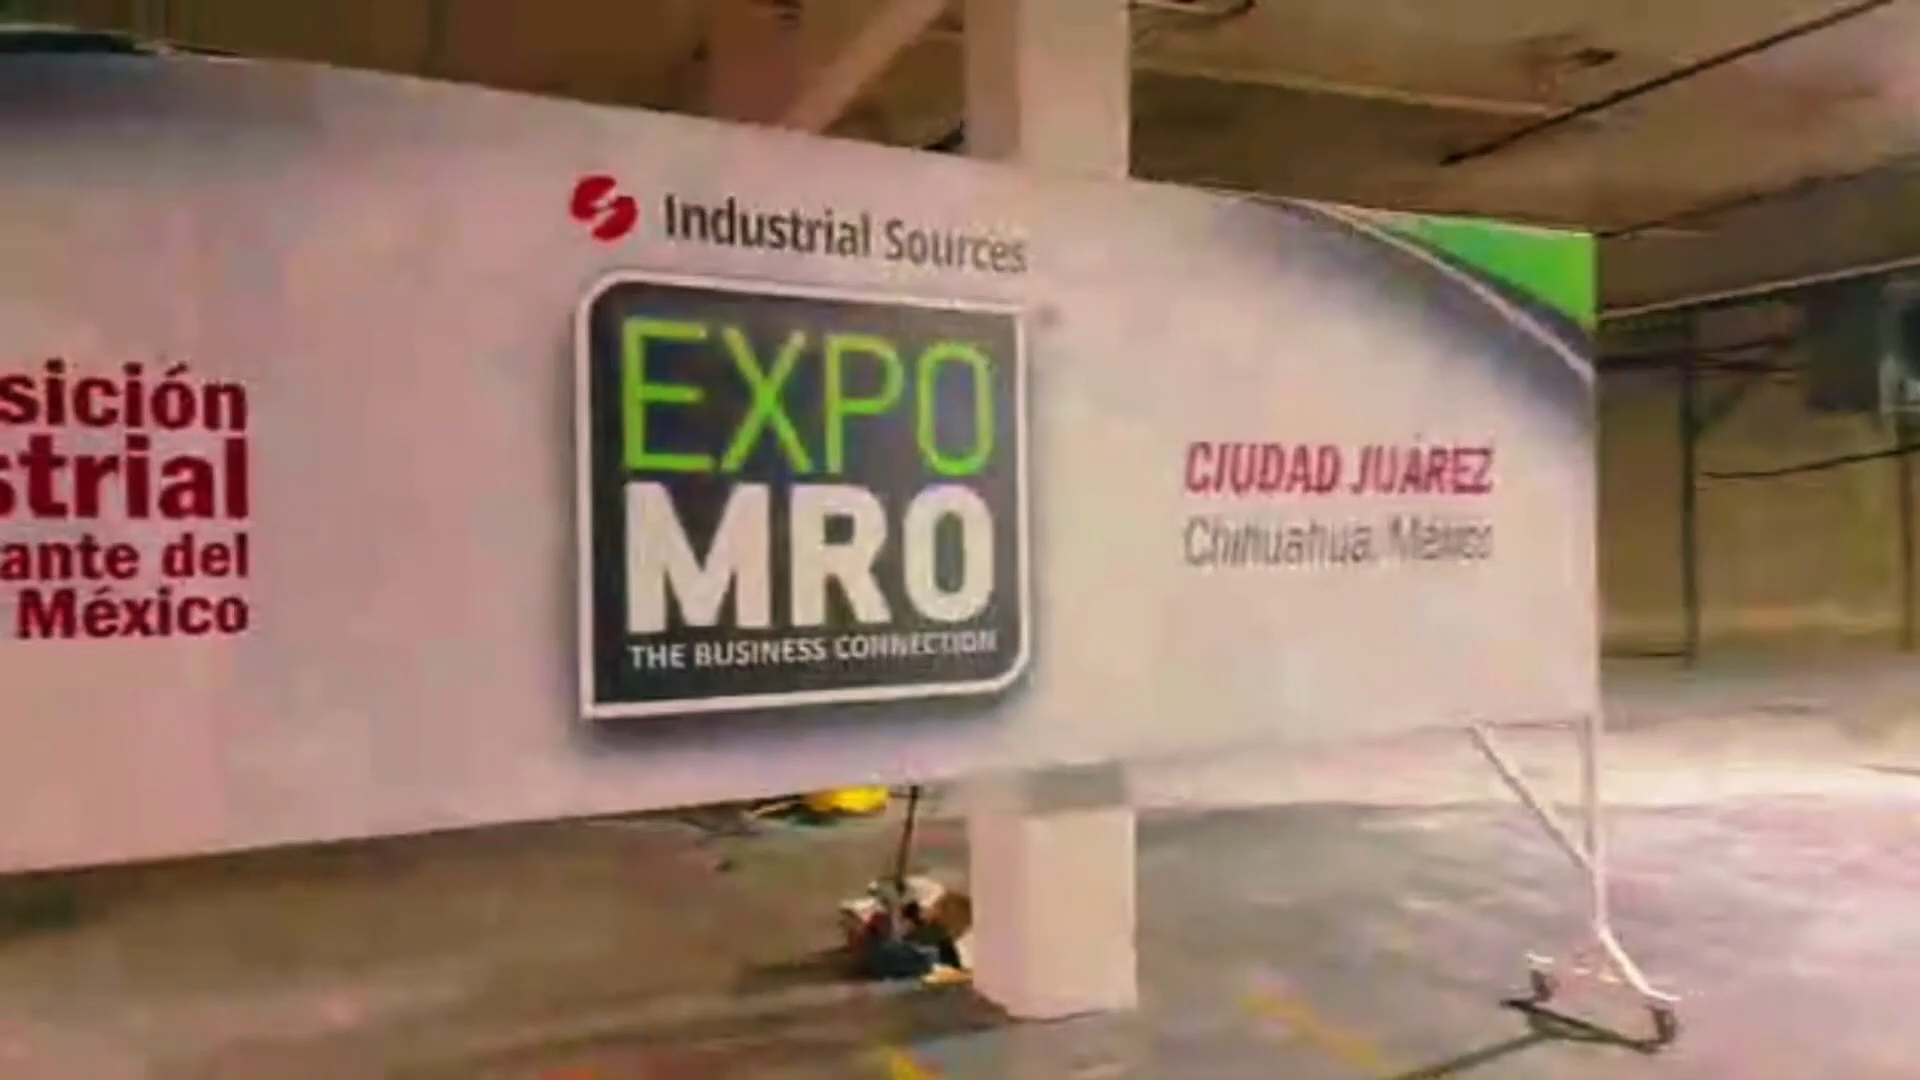 sición
strial
ante del
México
Industrial Sources
EXPO
MRO
THE BUSINESS CONNECTION
CIUDAD JUÁREZ
Chihuahua, México